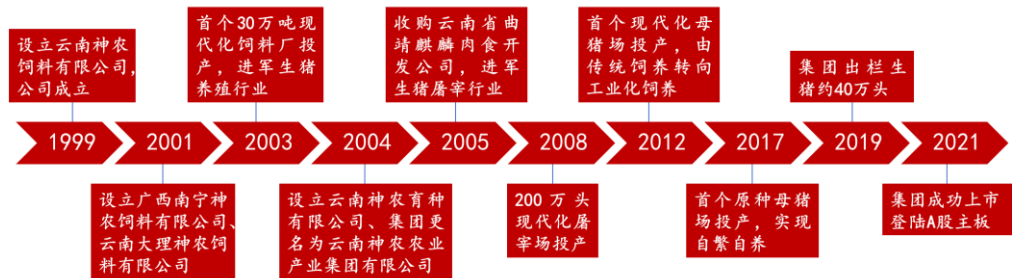 设立云南神农
饲料有限公司,
公司成立
首个30万吨现
代化饲料厂投
产，进军生猪
养殖行业
收购云南省曲
靖麒麟肉食开
发公司，进军
生猪屠宰行业
首个现代化母
猪场投产，由
传统饲养转向
工业化饲养
集团出栏生
猪约40万头
1999
2001
2003
2004
2005
2008
2012
2017
2019
2021
设立广西南宁神
农饲料有限公司、
云南大理神农饲
料有限公司
设立云南神农育种
有限公司、集团更
名为云南神农农业
产业集团有限公司
200万头
现代化屠
宰场投产
首个原种母猪
场投产，实现
自繁自养
集团成功上市
登陆A股主板